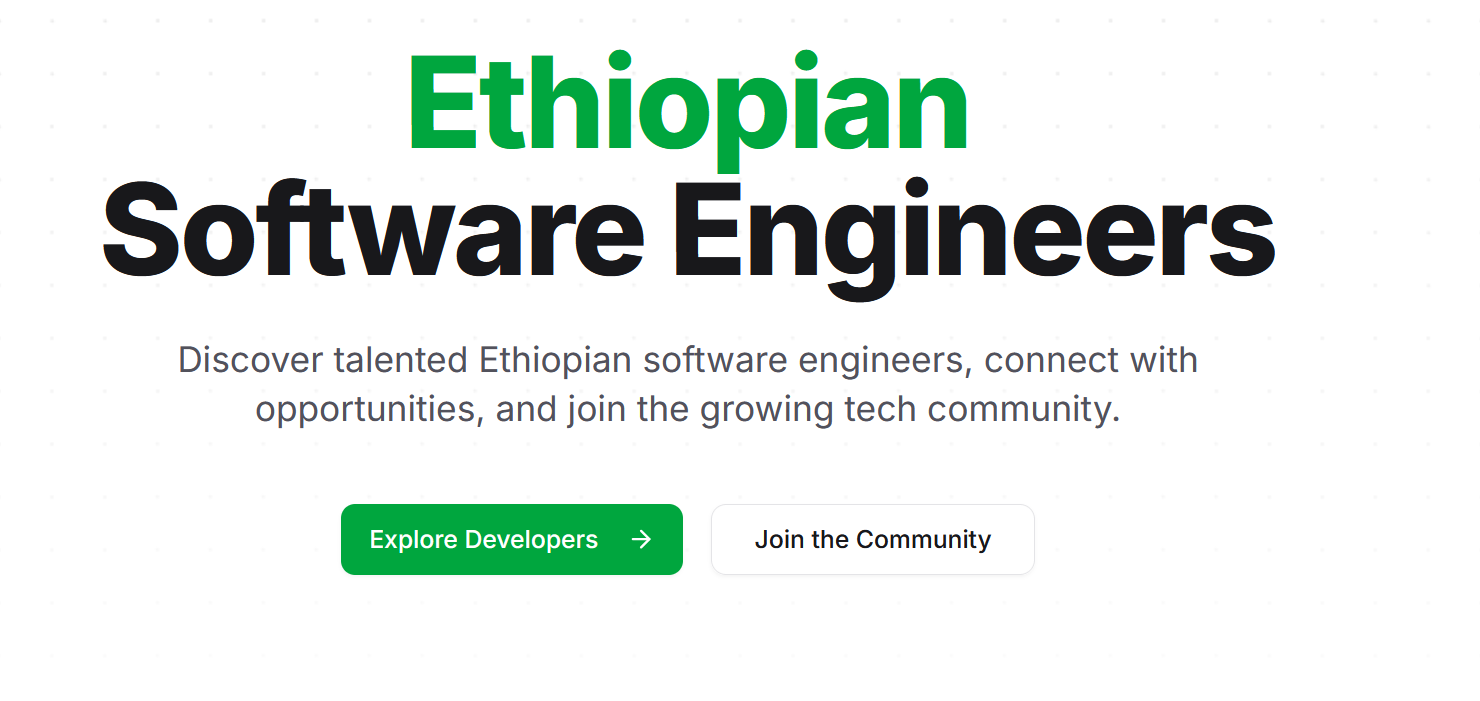 Ethiopian
Software Engineers
Discover talented Ethiopian software engineers, connect with
opportunities, and join the growing tech community.
Explore Developers →
Join the Community